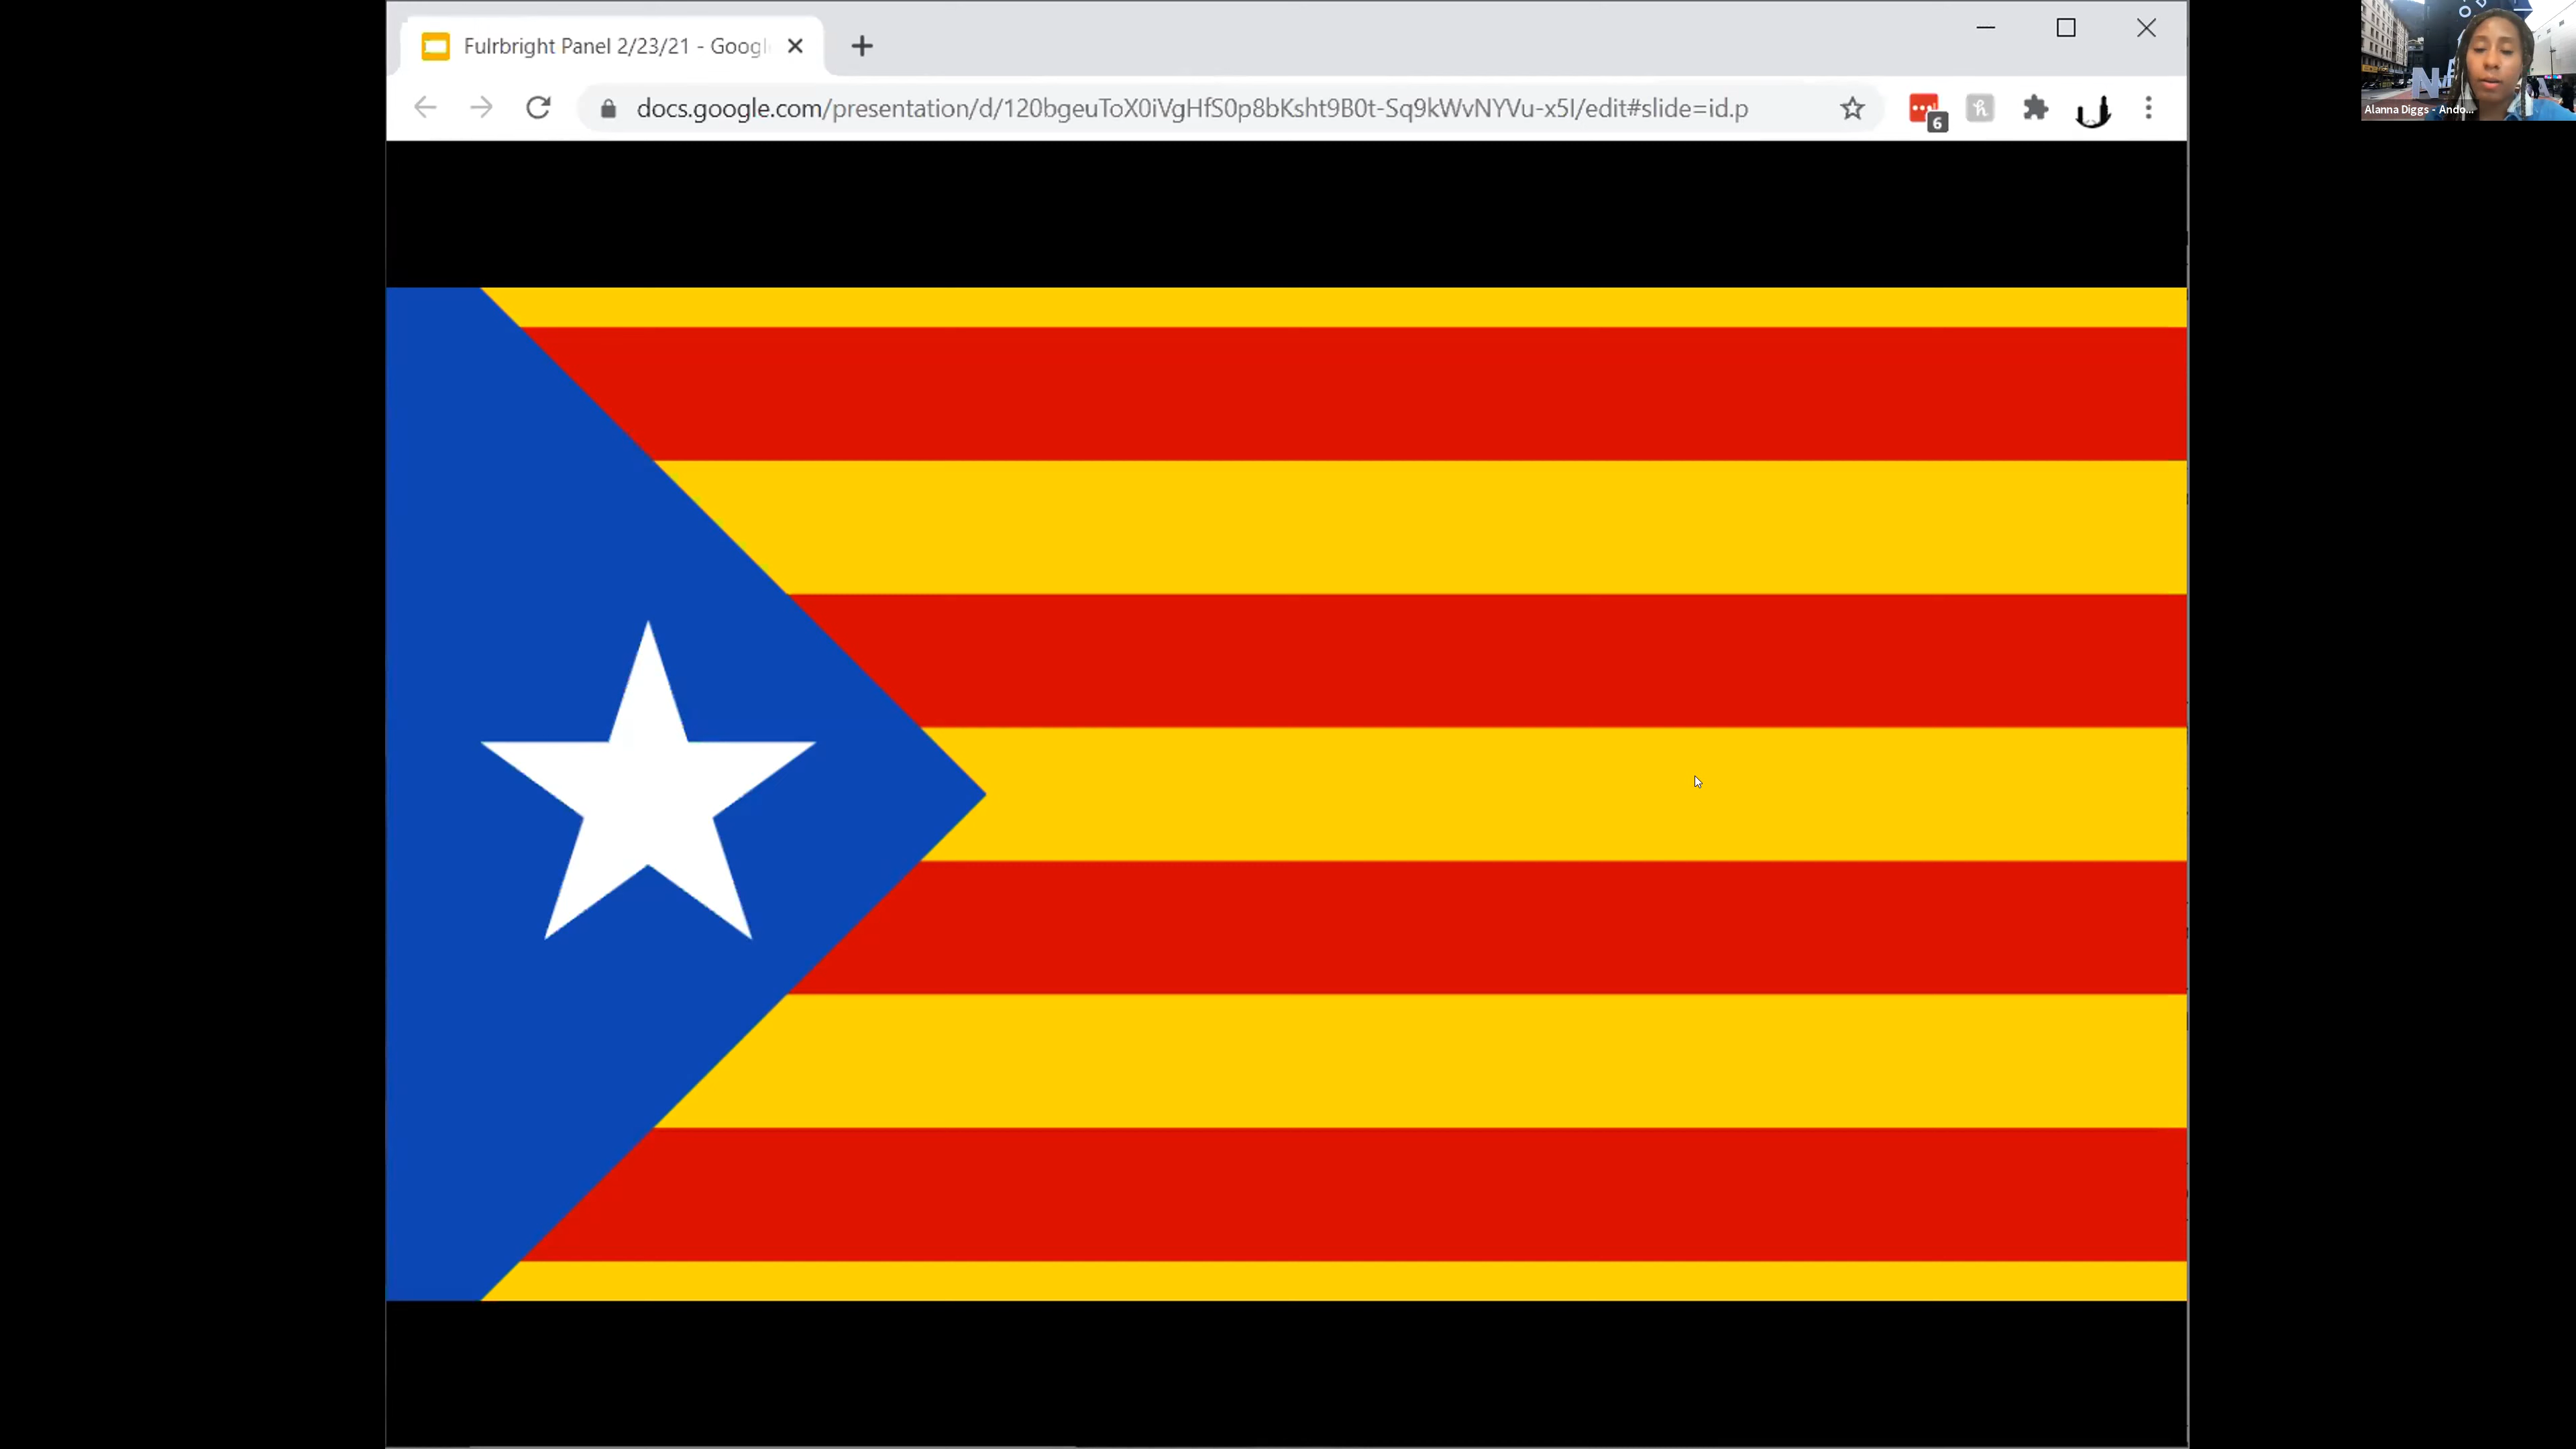 Fulrbright Panel 2/23/21 - Googl
docs.google.com/presentation/d/120bgeuToX0iVgHfS0p8bKsht9B0t-Sq9kWvNYVu-x5I/edit#slide=id.p
6
Alanna Diggs - Ando...